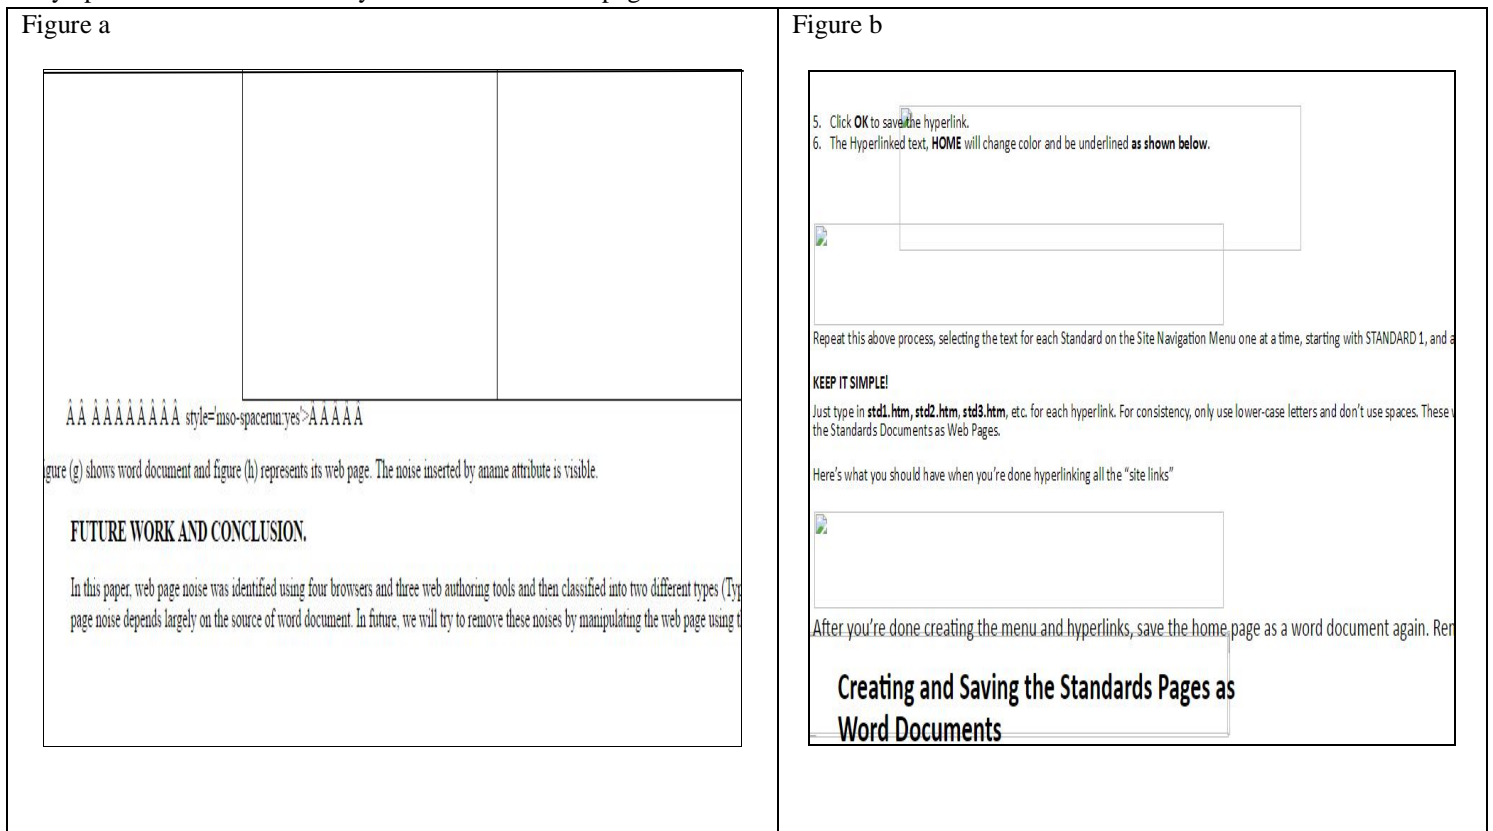 Figure a
Â Â  Â Â Â Â Â Â Â Â  style='mso-spacerun:yes'>Â Â Â Â Â
igure (g) shows word document and figure (h) represents its web page. The noise inserted by aname attribute is visible.
FUTURE WORK AND CONCLUSION.
In this paper, web page noise was identified using four browsers and three web authoring tools and then classified into two different types (Typ
page noise depends largely on the source of word document. In future, we will try to remove these noises by manipulating the web page using t
Figure b
5. Click OK to save the hyperlink.
6. The Hyperlinked text, HOME will change color and be underlined as shown below.
Repeat this above process, selecting the text for each Standard on the Site Navigation Menu one at a time, starting with STANDARD 1, and a
KEEP IT SIMPLE!
Just type in std1.htm, std2.htm, std3.htm, etc. for each hyperlink. For consistency, only use lower-case letters and don't use spaces. These
the Standards Documents as Web Pages.
Here's what you should have when you're done hyperlinking all the “site links”
After you're done creating the menu and hyperlinks, save the home page as a word document again. Rem
Creating and Saving the Standards Pages as
Word Documents